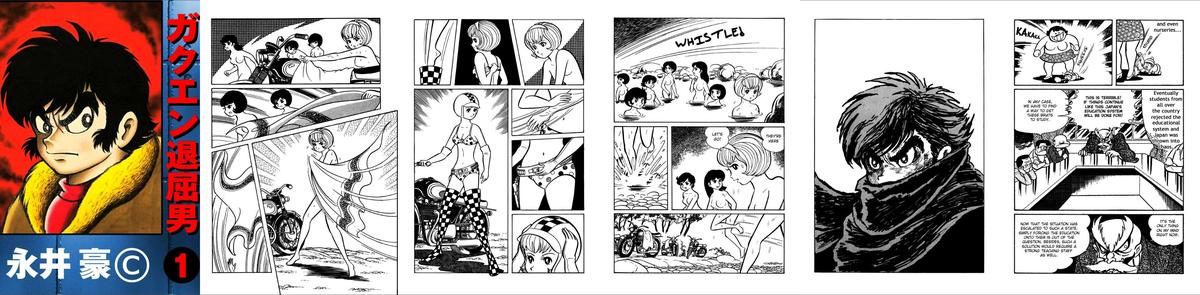 ガクエン退屈男
永井 豪©
1
WHISTLE!
LET'S
GO!
THEY'RE
HERE
KAKAKA
and even
nurseries...
IN ANY CASE,
WE HAVE TO FIND
A WAY TO GET
THESE BRATS
TO STUDY.
THIS IS TERRIBLE!
IF THINGS CONTINUE
LIKE THIS JAPAN'S
EDUCATION SYSTEM
WILL BE DONE FOR!
Eventually
students from
all over
the country
rejected the
educational
system and
Japan was
thrown into
chaos.
NOW THAT THE SITUATION HAS
ESCALATED TO SUCH A STATE,
SIMPLY FORCING THE EDUCATION
ONTO THEM IS OUT OF THE
QUESTION. BESIDES, SUCH A
SOLUTION WOULD REQUIRE A
STRONG TEACHING STAFF
AS WELL.
IT'S THE
ONLY THING
ON MY MIND
RIGHT NOW.